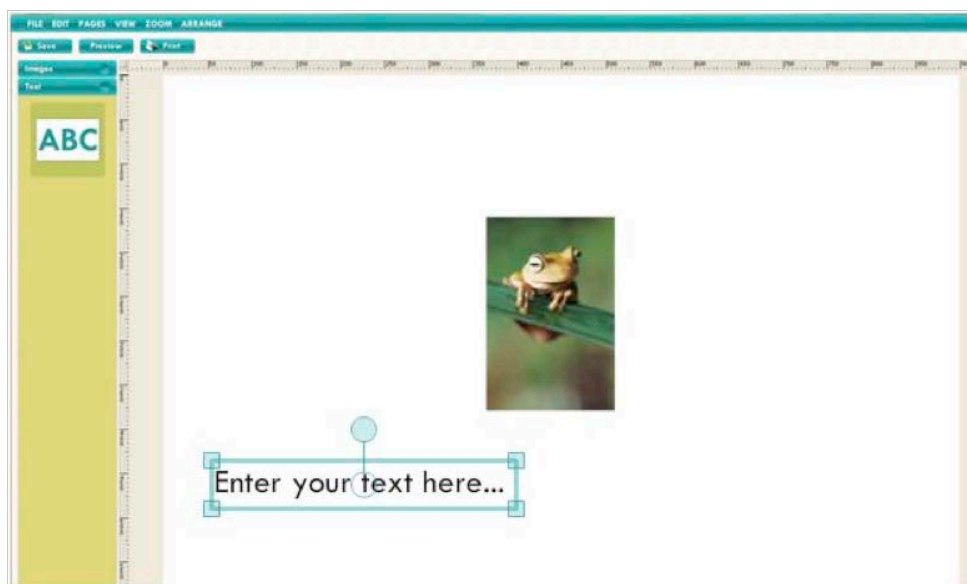 FILE EDIT PAGES VIEW ZOOM ARRANGE
Save Preview Print
Images
Text
ABC
Enter your text here...